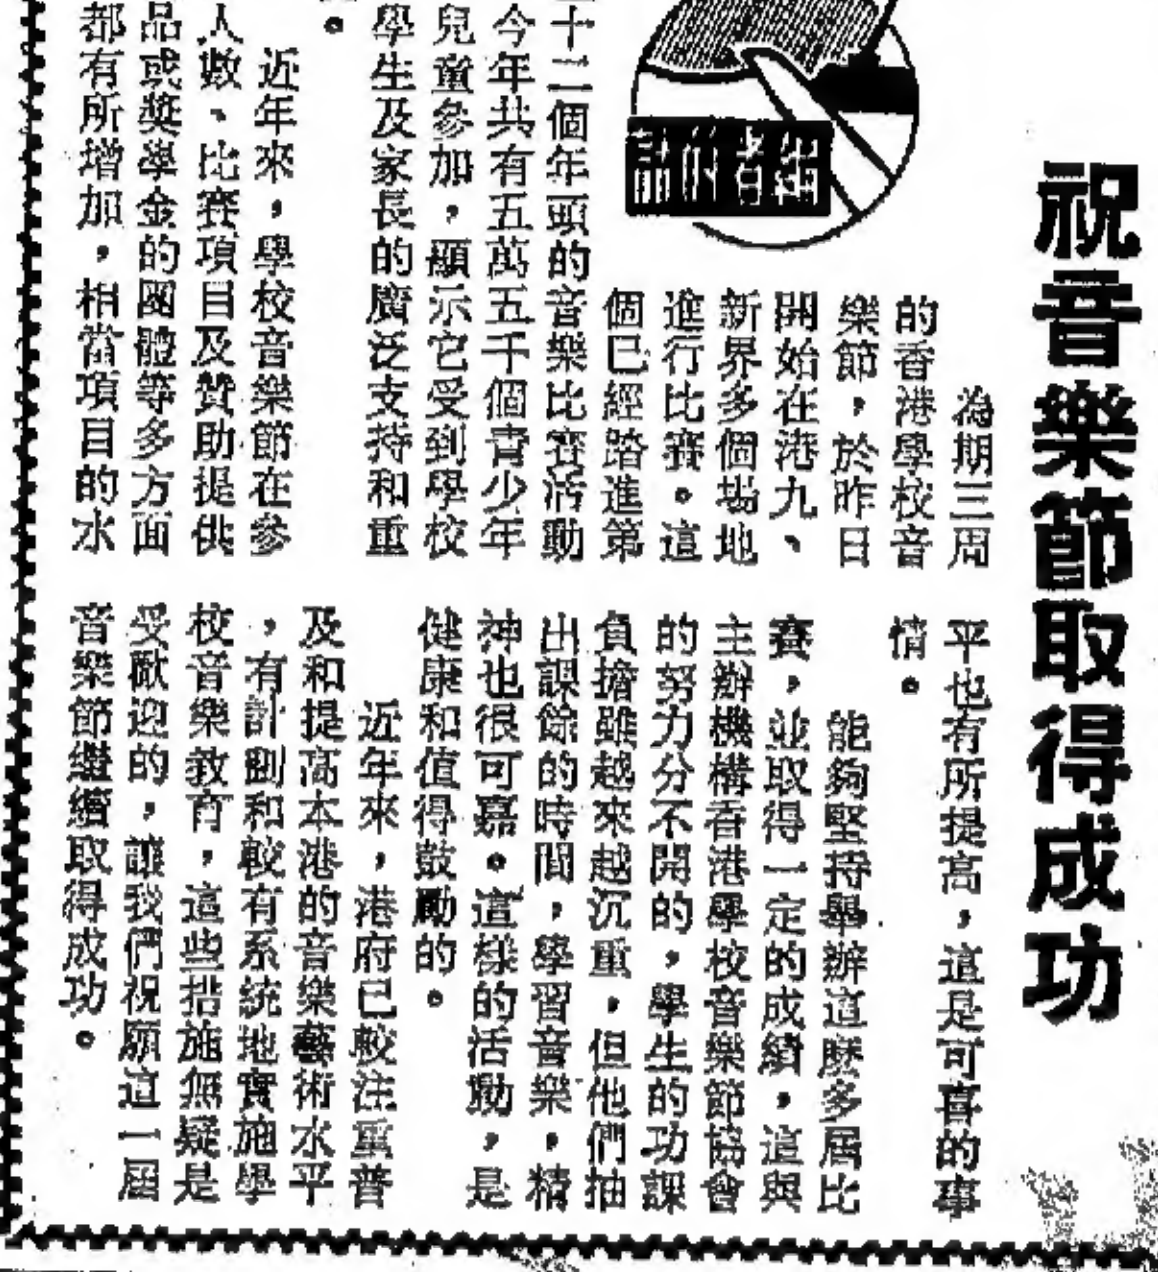 祝音樂節取得成功
編者的話
為期三周
的香港學校音
樂節，於昨日
開始在港九、
新界多個場地
進行比賽。這
個已經踏進第
十二個年頭的音樂比賽活動
今年共有五萬五千個青少年
兒童參加，顯示它受到學校
學生及家長的廣泛支持和重
。
近年來，學校音樂節在參
人數、比賽項目及贊助提供
品或獎學金的團體等多方面
都有所增加，相當項目的水
平也有所提高，這是可喜的事
情。
能夠堅持舉辦這麼多屆比
賽，並取得一定的成績，這與
主辦機構香港學校音樂節協會
的努力分不開的，學生的功課
負擔雖越來越沉重，但他們抽
出課餘的時間，學習音樂，精
神也很可嘉。這樣的活動，是
健康和值得鼓勵的。
近年來，港府已較注重普
及和提高本港的音樂藝術水平
，有計劃和較有系統地實施學
校音樂教育，這些措施無疑是
受歡迎的，讓我們祝願這一屆
音樂節繼續取得成功。